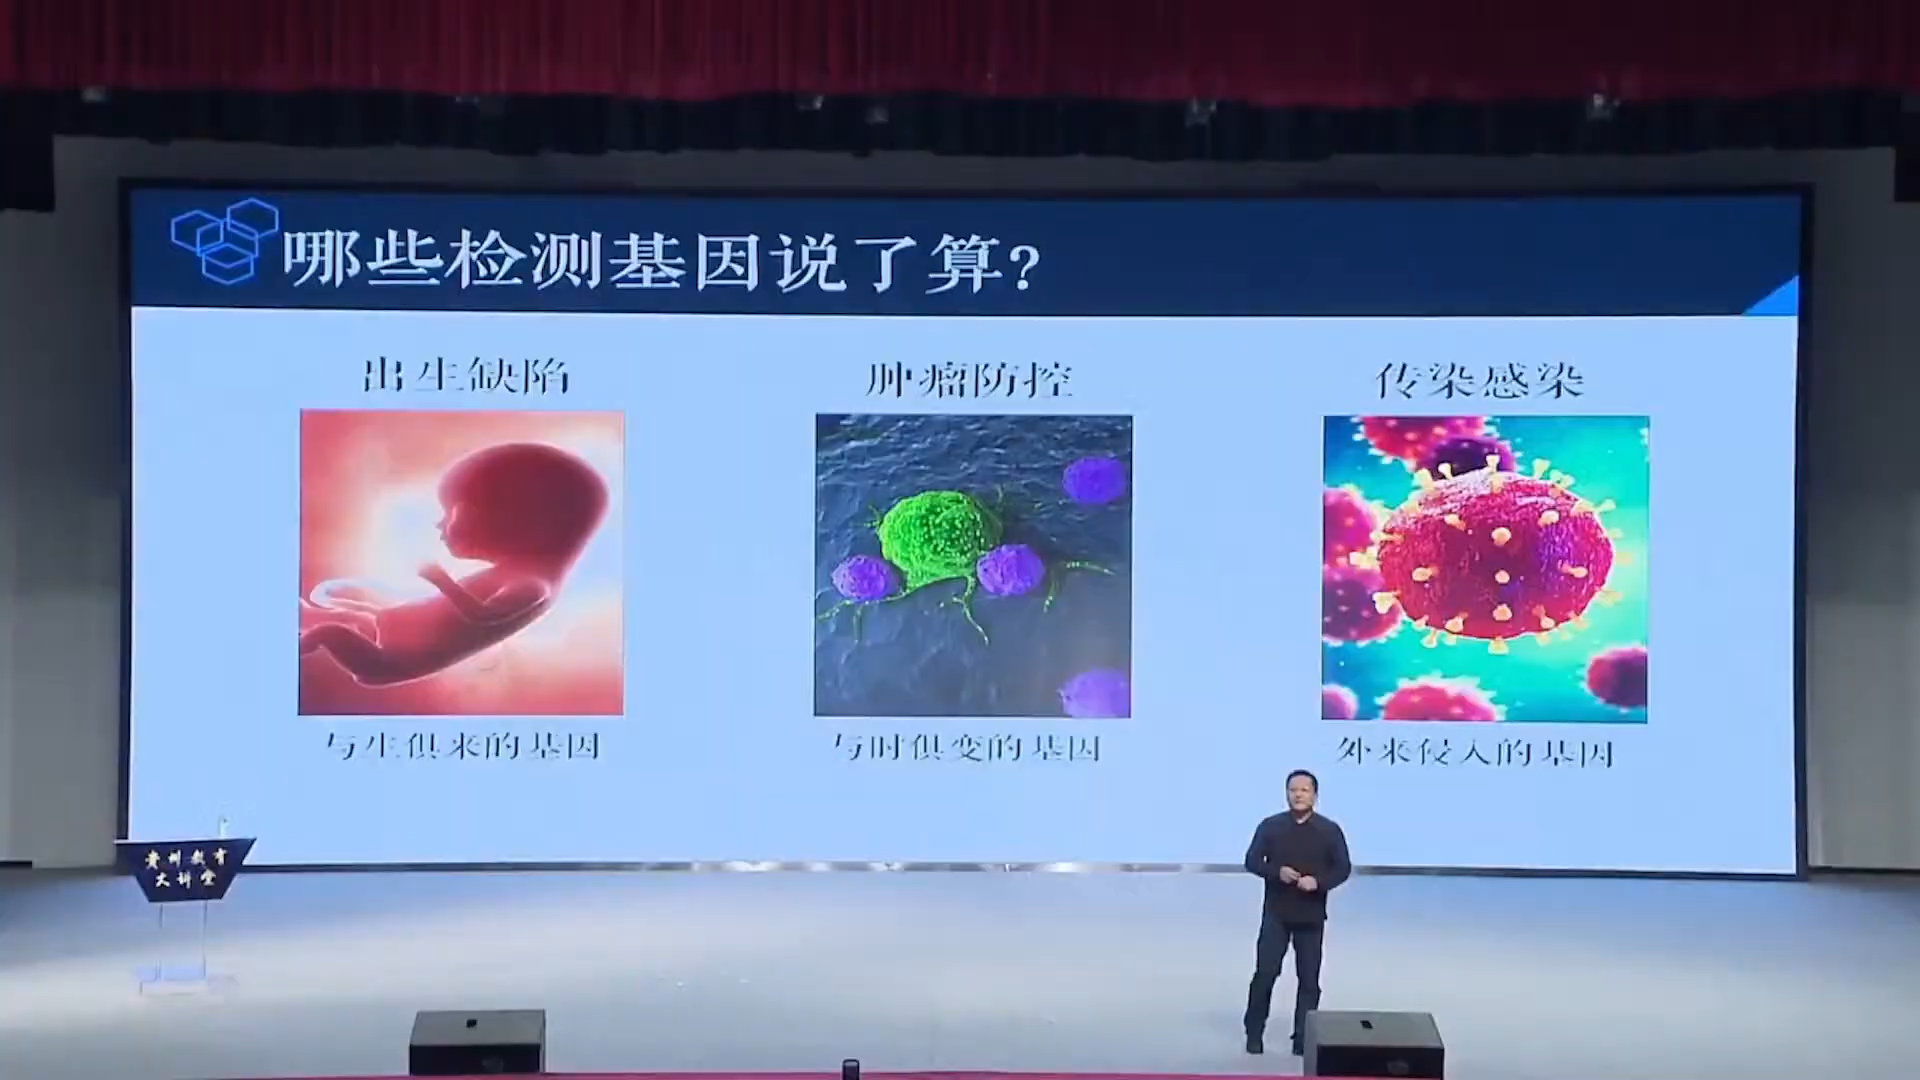 哪些检测基因说了算?
出生缺陷
肿瘤防控
传染感染
与生俱来的基因
与时俱变的基因
外来侵入的基因
贵州教育
大讲堂